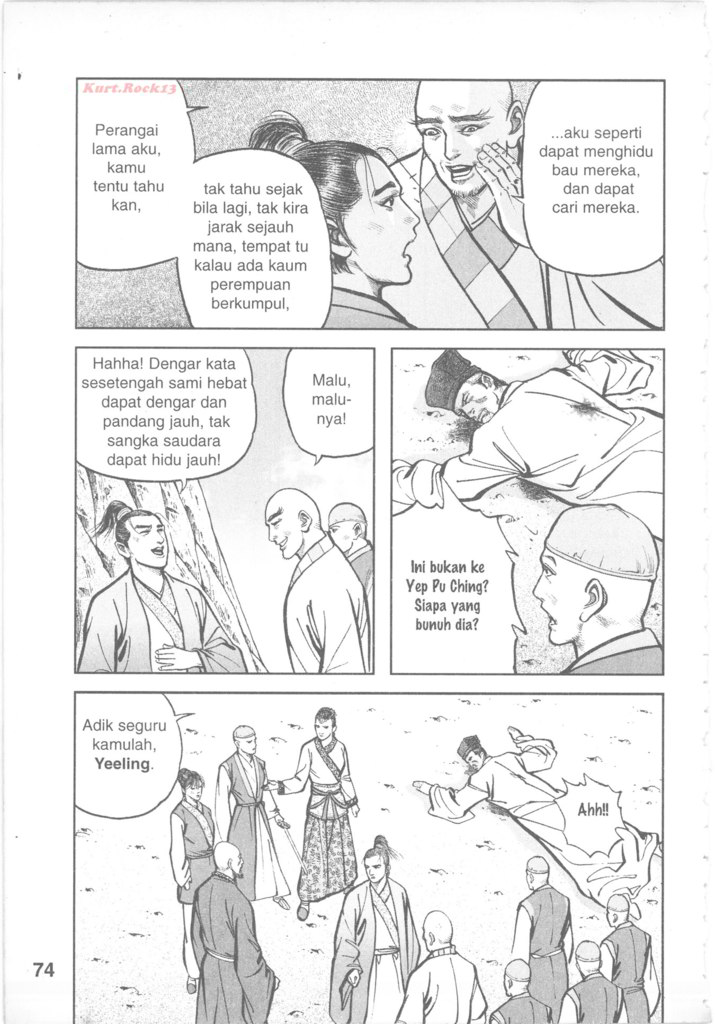 Kurt.Rock13
Perangai
lama aku,
kamu
tentu tahu
kan,
tak tahu sejak
bila lagi, tak kira
jarak sejauh
mana, tempat tu
kalau ada kaum
perempuan
berkumpul,
...aku seperti
dapat menghidu
bau mereka,
dan dapat
cari mereka.
Hahha! Dengar kata
sesetengah sami hebat
dapat dengar dan
pandang jauh, tak
sangka saudara
dapat hidu jauh!
Malu,
malu-
nya!
Ini bukan ke
Yep Pu Ching?
Siapa yang
bunuh dia?
Adik seguru
kamulah,
Yeeling.
Ahh!!
74